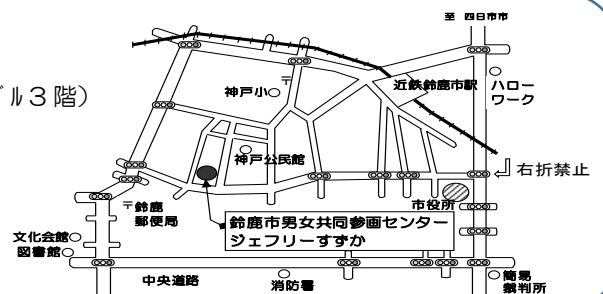 至 四日市市
ビル3階)
近鉄鈴鹿市駅
ハロー
ワーク
神戸小
〒
神戸公民館
右折禁止
市役所
〒鈴鹿
郵便局
鈴鹿市男女共同参画センター
ジェフリーすずか
文化会館
図書館
中央道路
消防署
簡易
裁判所